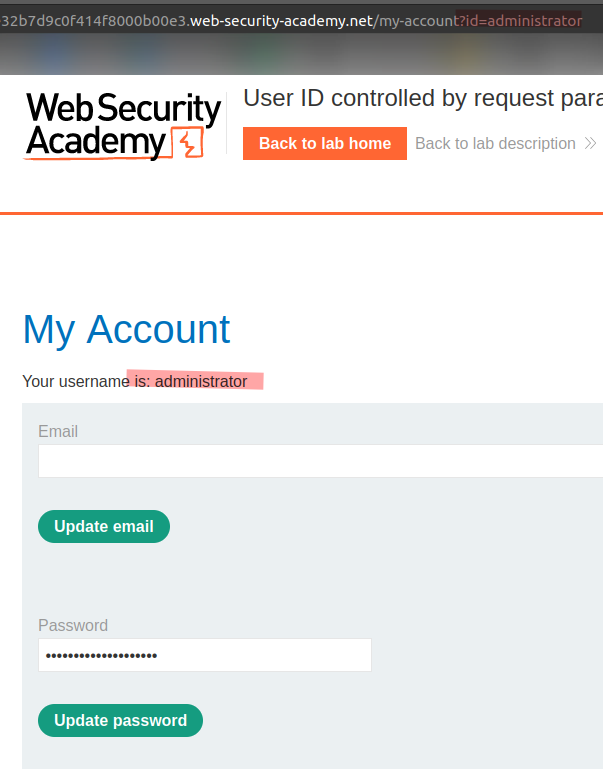 32b7d9c0f414f8000b00e3.web-security-academy.net/my-account?id=administrator
Web Security
Academy
User ID controlled by request para
Back to lab home
Back to lab description
My Account
Your username is: administrator
Email
Update email
Password
••••••••••••••••••••
Update password